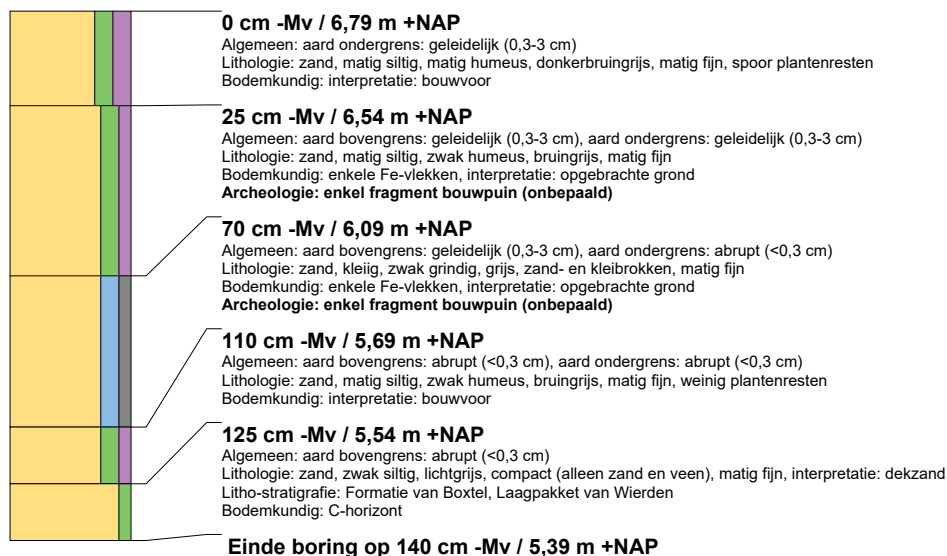 0 cm -Mv / 6,79 m +NAP
Algemeen: aard ondergrens: geleidelijk (0,3-3 cm)
Lithologie: zand, matig siltig, matig humeus, donkerbruingrijs, matig fijn, spoor plantenresten
Bodemkundig: interpretatie: bouwvoor
25 cm -Mv / 6,54 m +NAP
Algemeen: aard bovengrens: geleidelijk (0,3-3 cm), aard ondergrens: geleidelijk (0,3-3 cm)
Lithologie: zand, matig siltig, zwak humeus, bruingrijs, matig fijn
Bodemkundig: enkele Fe-vlekken, interpretatie: opgebrachte grond
Archeologie: enkel fragment bouwpuin (onbepaald)
70 cm -Mv / 6,09 m +NAP
Algemeen: aard bovengrens: geleidelijk (0,3-3 cm), aard ondergrens: abrupt (<0,3 cm)
Lithologie: zand, kleiig, zwak grindig, grijs, zand- en kleibrokken, matig fijn
Bodemkundig: enkele Fe-vlekken, interpretatie: opgebrachte grond
Archeologie: enkel fragment bouwpuin (onbepaald)
110 cm -Mv / 5,69 m +NAP
Algemeen: aard bovengrens: abrupt (<0,3 cm), aard ondergrens: abrupt (<0,3 cm)
Lithologie: zand, matig siltig, zwak humeus, bruingrijs, matig fijn, weinig plantenresten
Bodemkundig: interpretatie: bouwvoor
125 cm -Mv / 5,54 m +NAP
Algemeen: aard bovengrens: abrupt (<0,3 cm)
Lithologie: zand, zwak siltig, lichtgrijs, compact (alleen zand en veen), matig fijn, interpretatie: dekzand
Litho-stratigrafie: Formatie van Boxtel, Laagpakket van Wierden
Bodemkundig: C-horizont
Einde boring op 140 cm -Mv / 5,39 m +NAP